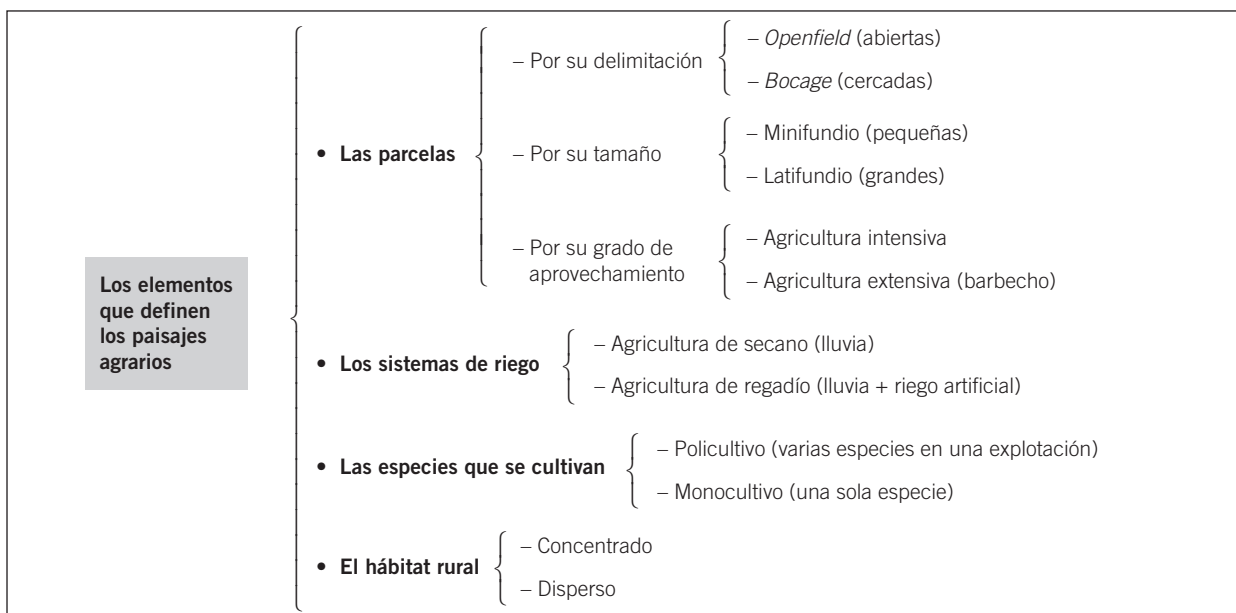 Los elementos
que definen
los paisajes
agrarios
• Las parcelas
– Por su delimitación
– Openfield (abiertas)
– Bocage (cercadas)
– Por su tamaño
– Minifundio (pequeñas)
– Latifundio (grandes)
– Por su grado de
aprovechamiento
– Agricultura intensiva
– Agricultura extensiva (barbecho)
• Los sistemas de riego
– Agricultura de secano (lluvia)
– Agricultura de regadío (lluvia + riego artificial)
• Las especies que se cultivan
– Policultivo (varias especies en una explotación)
– Monocultivo (una sola especie)
• El hábitat rural
– Concentrado
– Disperso